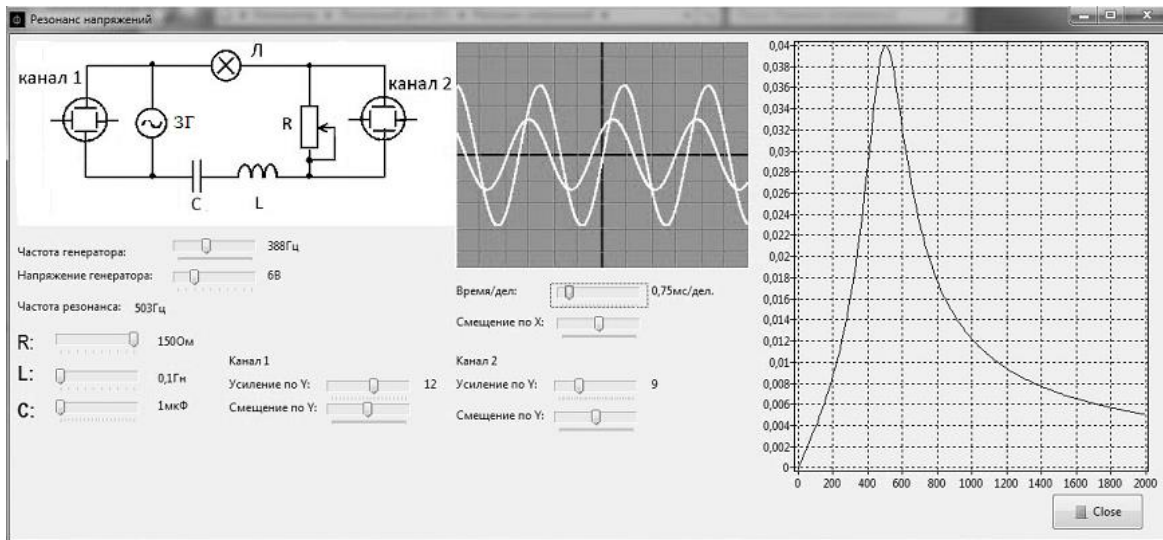 Резонанс напряжений
Л
канал 1
канал 2
ЗГ
R
C
L
Частота генератора: 388Гц
Напряжение генератора: 6В
Частота резонанса: 503Гц
R: 150Ом
L: 0,1Гн
C: 1мкФ
Канал 1
Усиление по Y: 12
Смещение по Y:
Время/дел: 0,75мс/дел.
Смещение по X:
Канал 2
Усиление по Y: 9
Смещение по Y:
0,04
0,038
0,036
0,034
0,032
0,03
0,028
0,026
0,024
0,022
0,02
0,018
0,016
0,014
0,012
0,01
0,008
0,006
0,004
0,002
0
0 200 400 600 800 1000 1200 1400 1600 1800 2000
Close